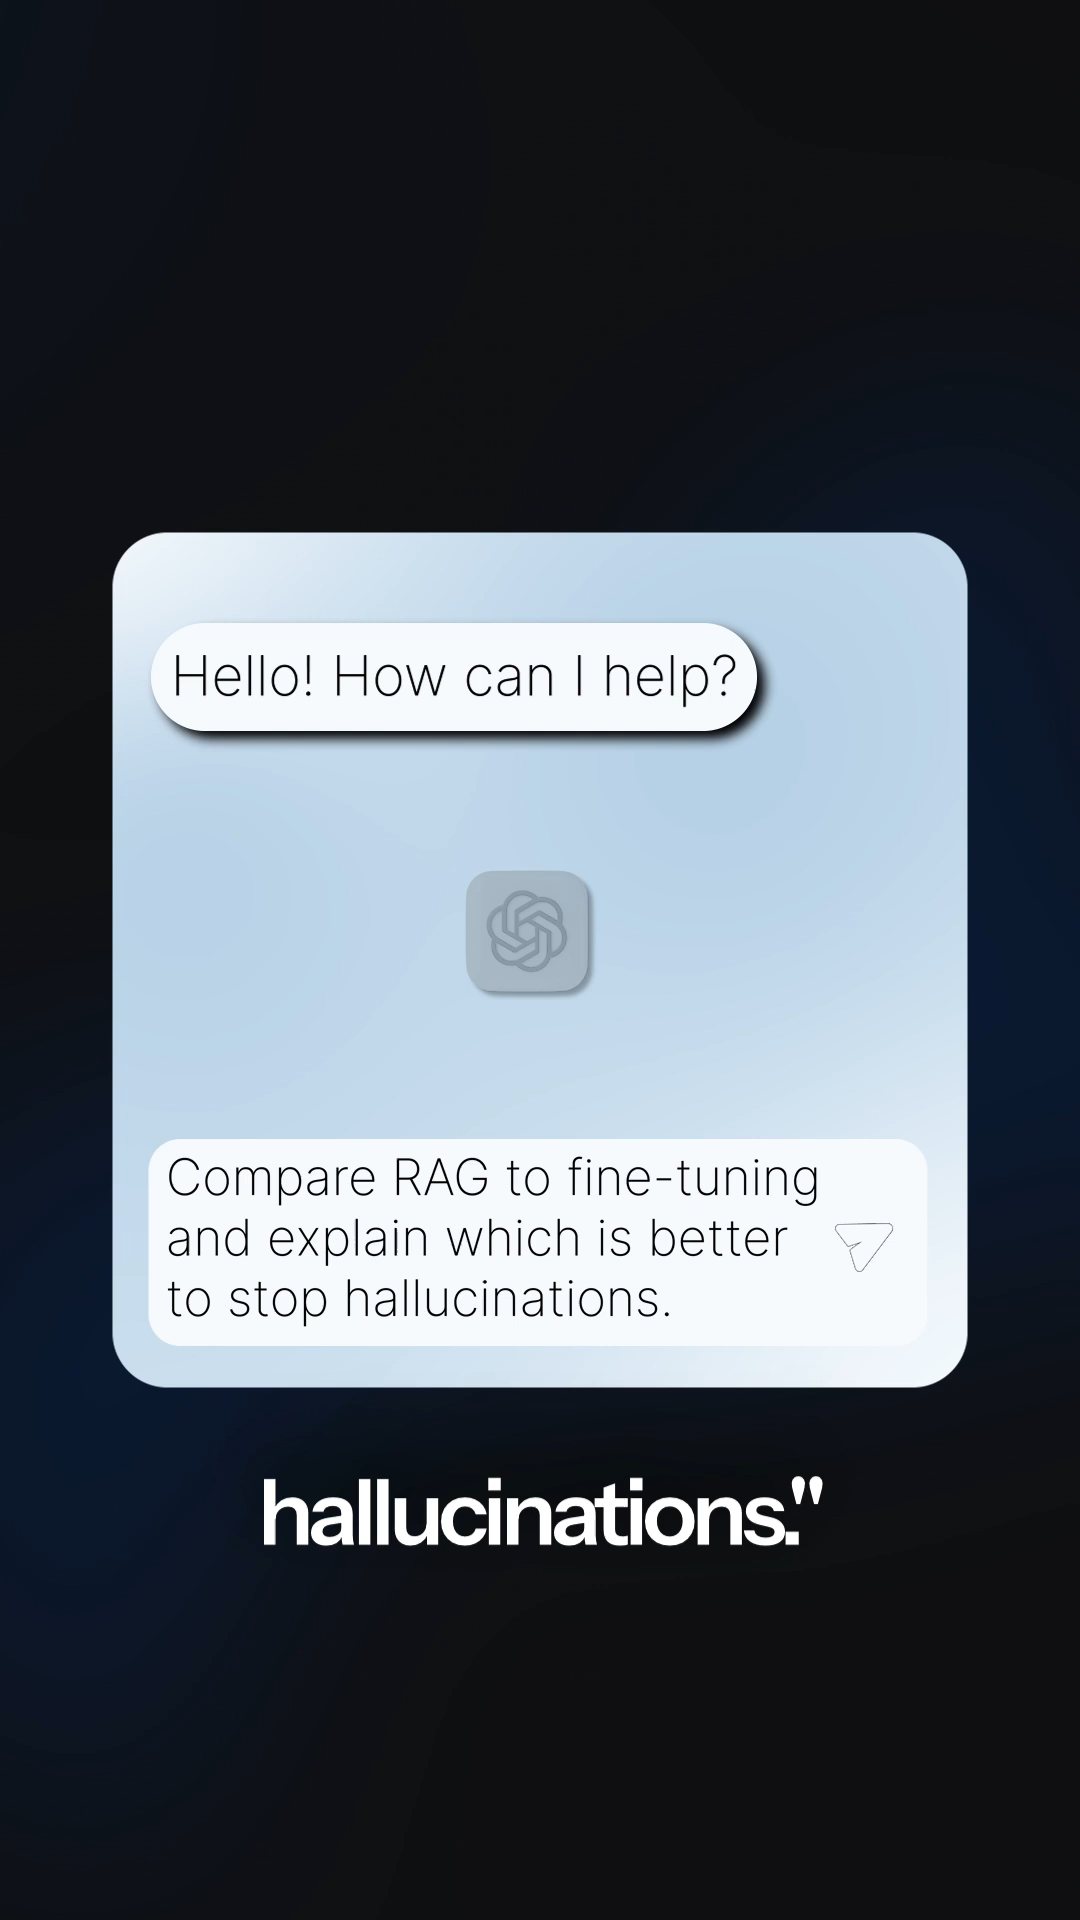 Hello! How can I help?
Compare RAG to fine-tuning
and explain which is better
to stop hallucinations.
hallucinations."